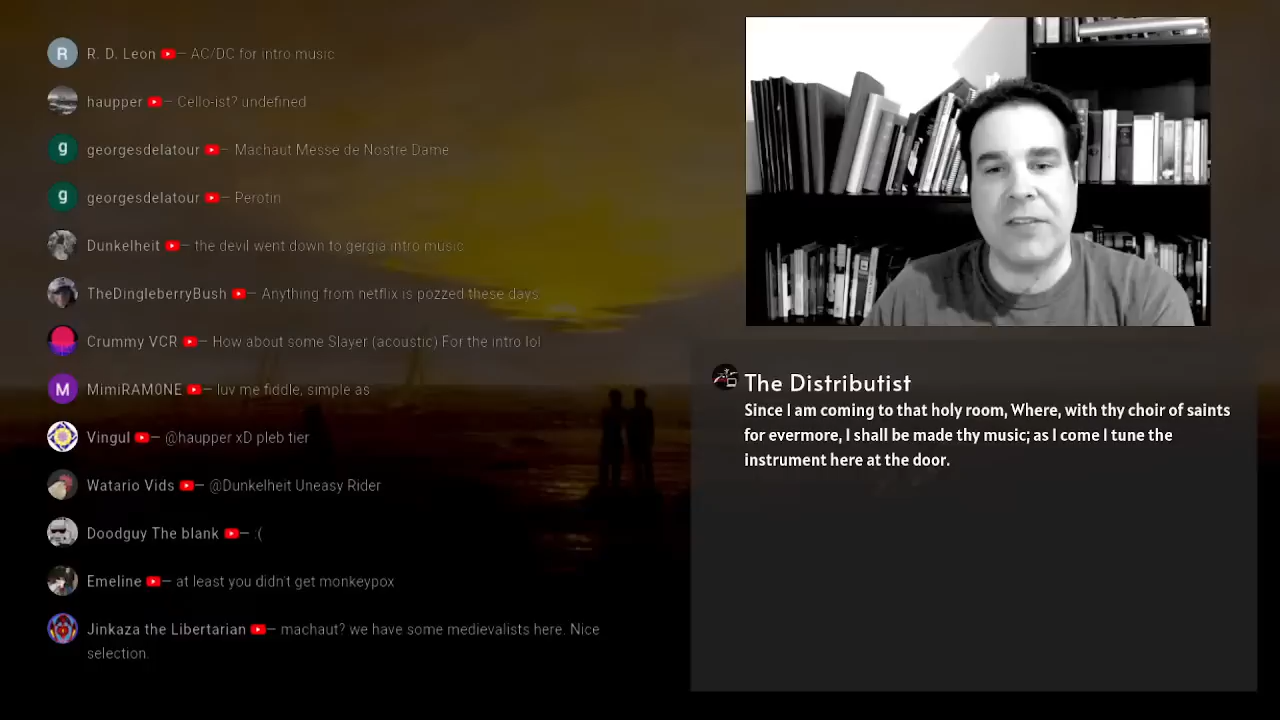 R. D. Leon — AC/DC for intro music
haupper — Cello-ist? undefined
georgesdelatour — Machaut Messe de Nostre Dame
georgesdelatour — Perotin
Dunkelheit — the devil went down to gergia intro music
TheDingleberryBush — Anything from netflix is pozzed these days
Crummy VCR — How about some Slayer (acoustic) For the intro lol
MimiRAM0NE — luv me fiddle, simple as
Vingul — @haupper xD pleb tier
Watario Vids — @Dunkelheit Uneasy Rider
Doodguy The blank — :(
Emeline — at least you didn't get monkeypox
Jinkaza the Libertarian — machaut? we have some medievalists here. Nice
selection.
The Distributist
Since I am coming to that holy room, Where, with thy choir of saints
for evermore, I shall be made thy music; as I come I tune the
instrument here at the door.